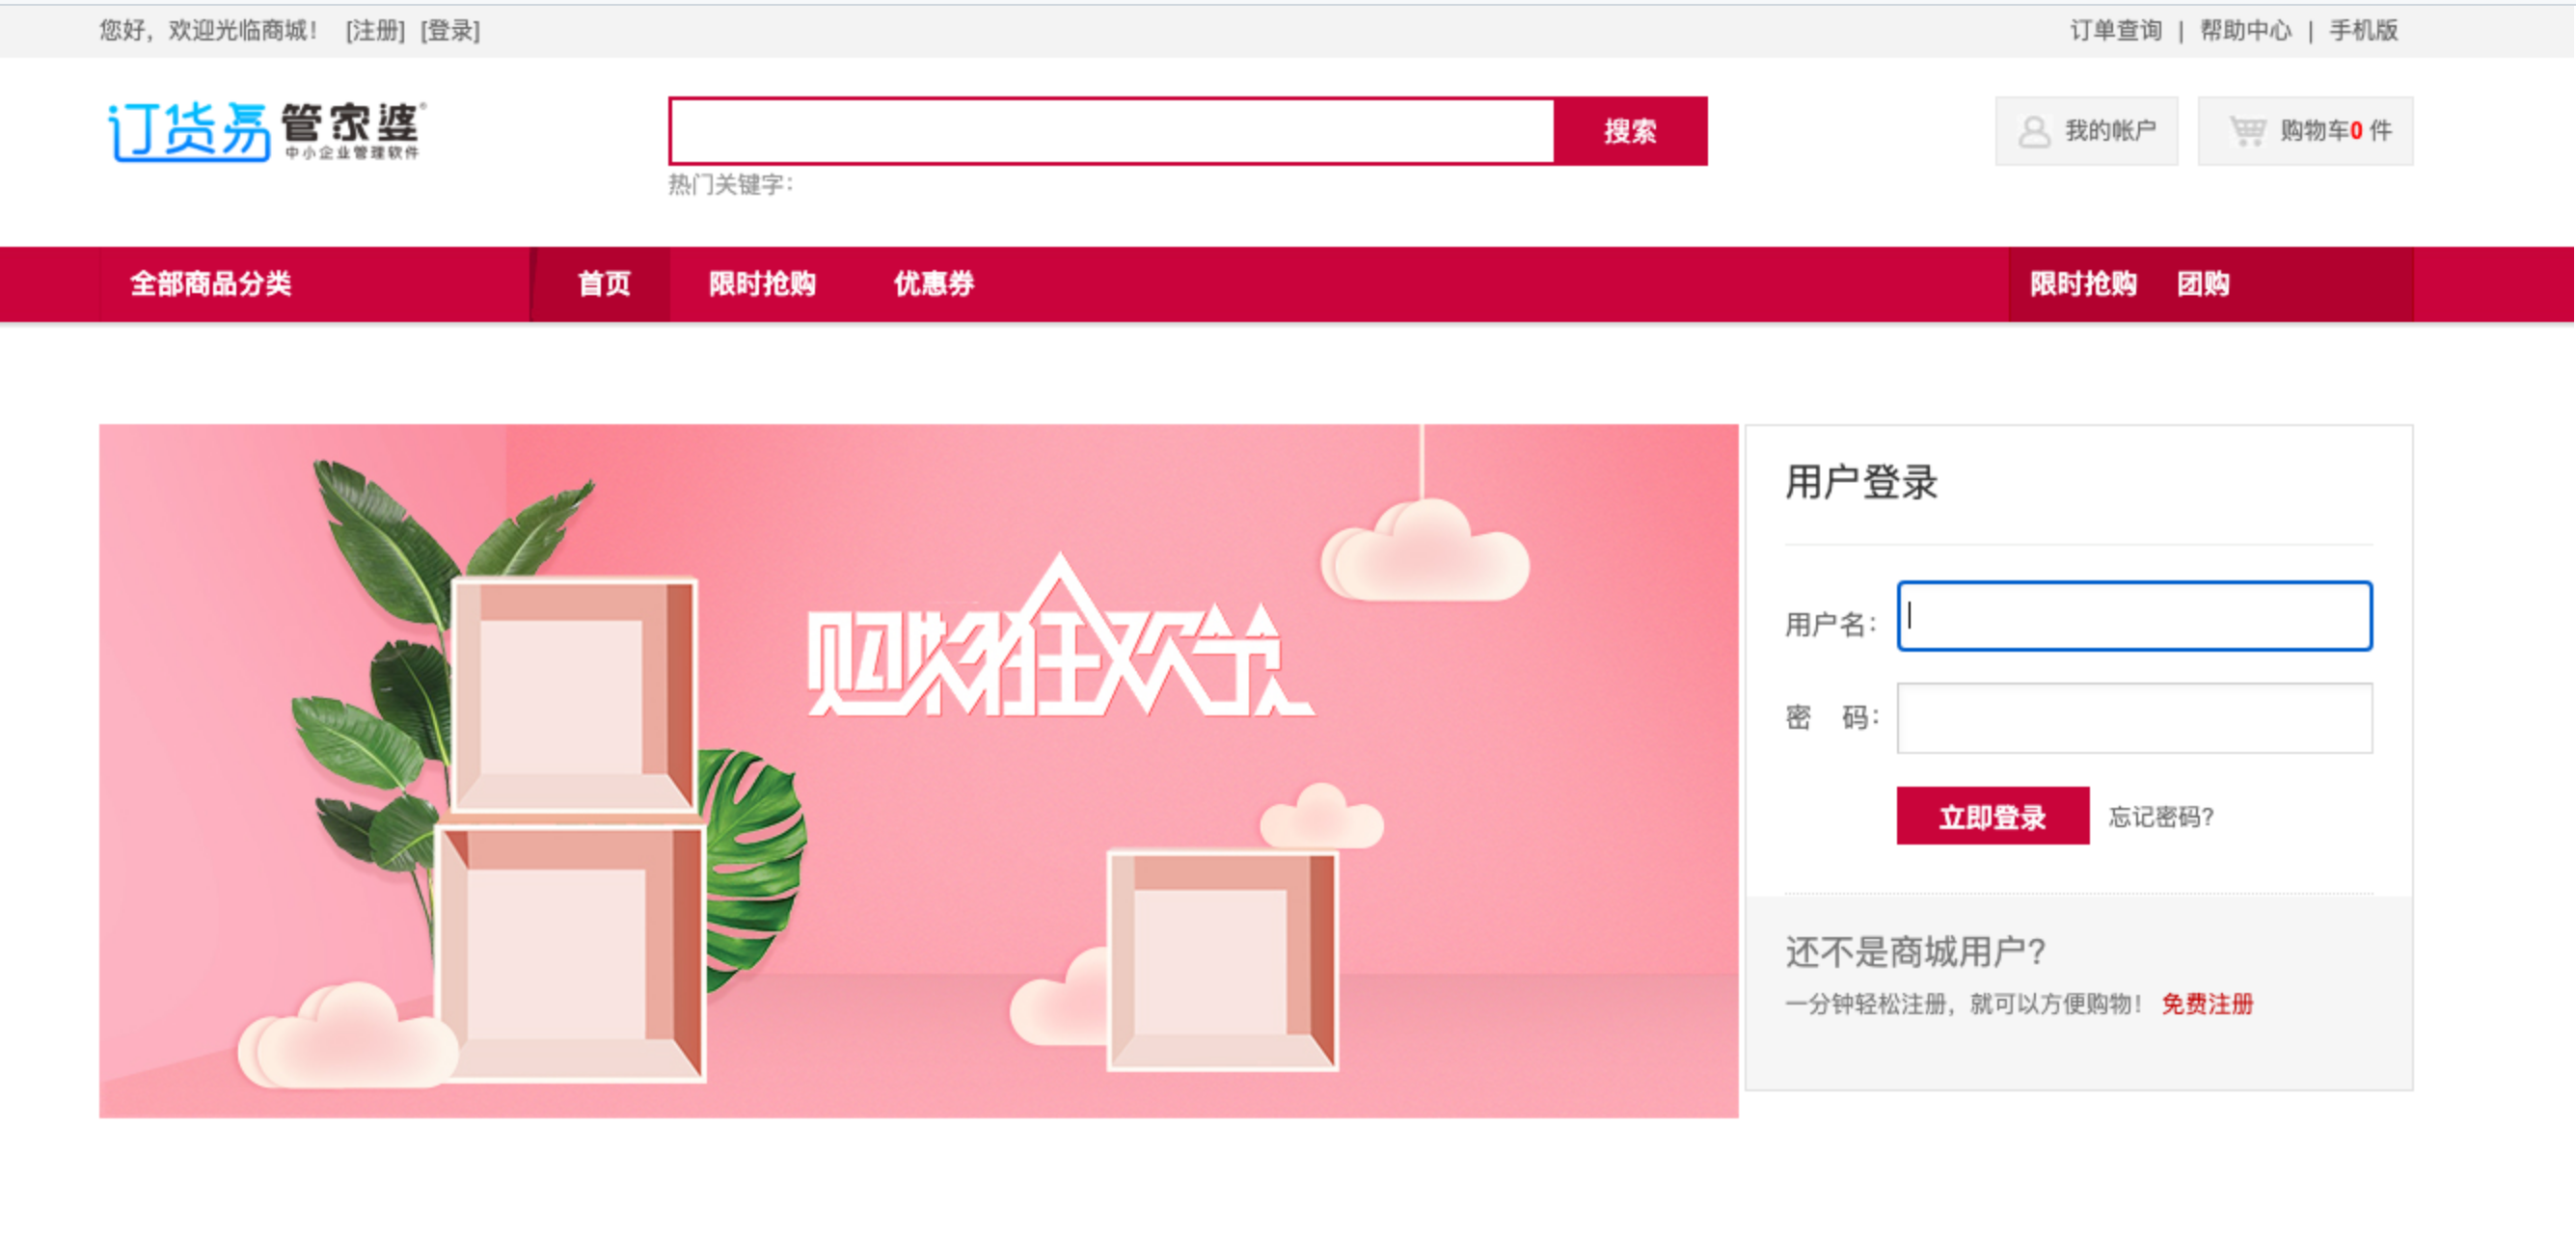 您好，欢迎光临商城！ [注册] [登录]
订单查询 | 帮助中心 | 手机版
订货易 管家婆®
中小企业管理软件
搜索
我的帐户
购物车0 件
热门关键字：
全部商品分类 首页 限时抢购 优惠券 限时抢购 团购
购物狂欢节
用户登录
用户名：
密 码：
立即登录 忘记密码?
还不是商城用户?
一分钟轻松注册，就可以方便购物！ 免费注册